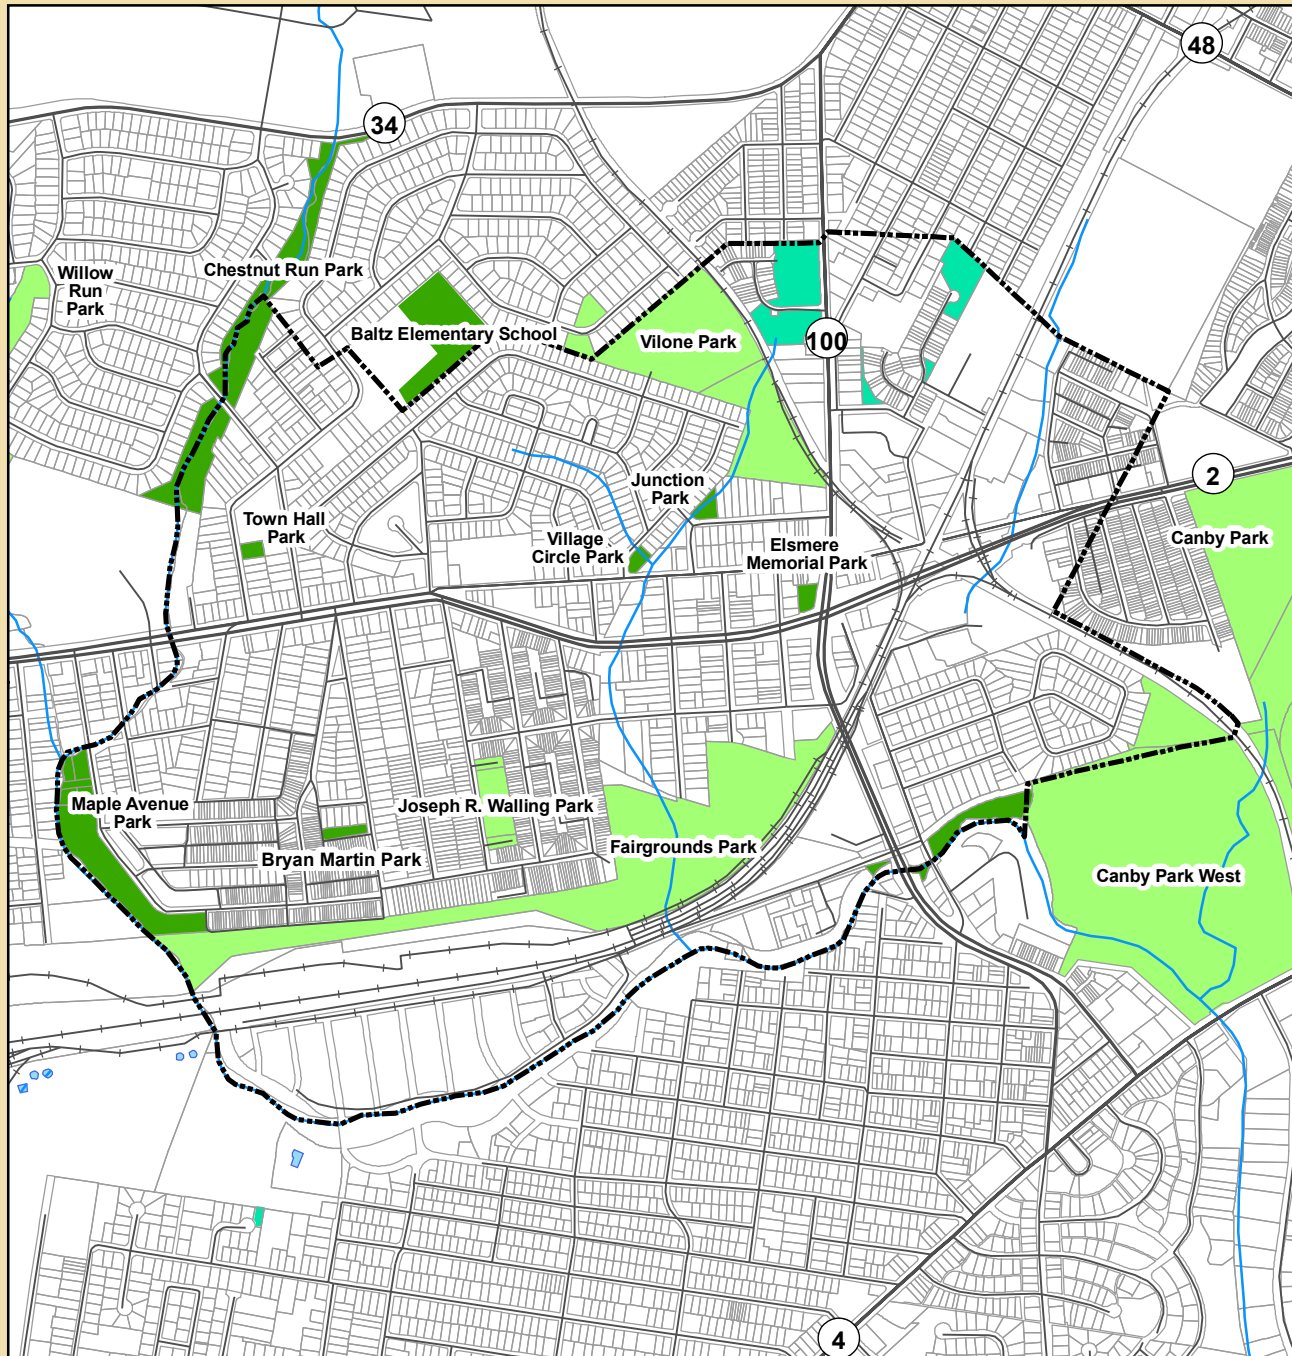 48
34
Willow
Run
Park
Chestnut Run Park
Baltz Elementary School
Vilone Park
100
2
Junction
Park
Town Hall
Park
Village
Circle Park
Elsmere
Memorial Park
Canby Park
Maple Avenue
Park
Joseph R. Walling Park
Bryan Martin Park
Fairgrounds Park
Canby Park West
4